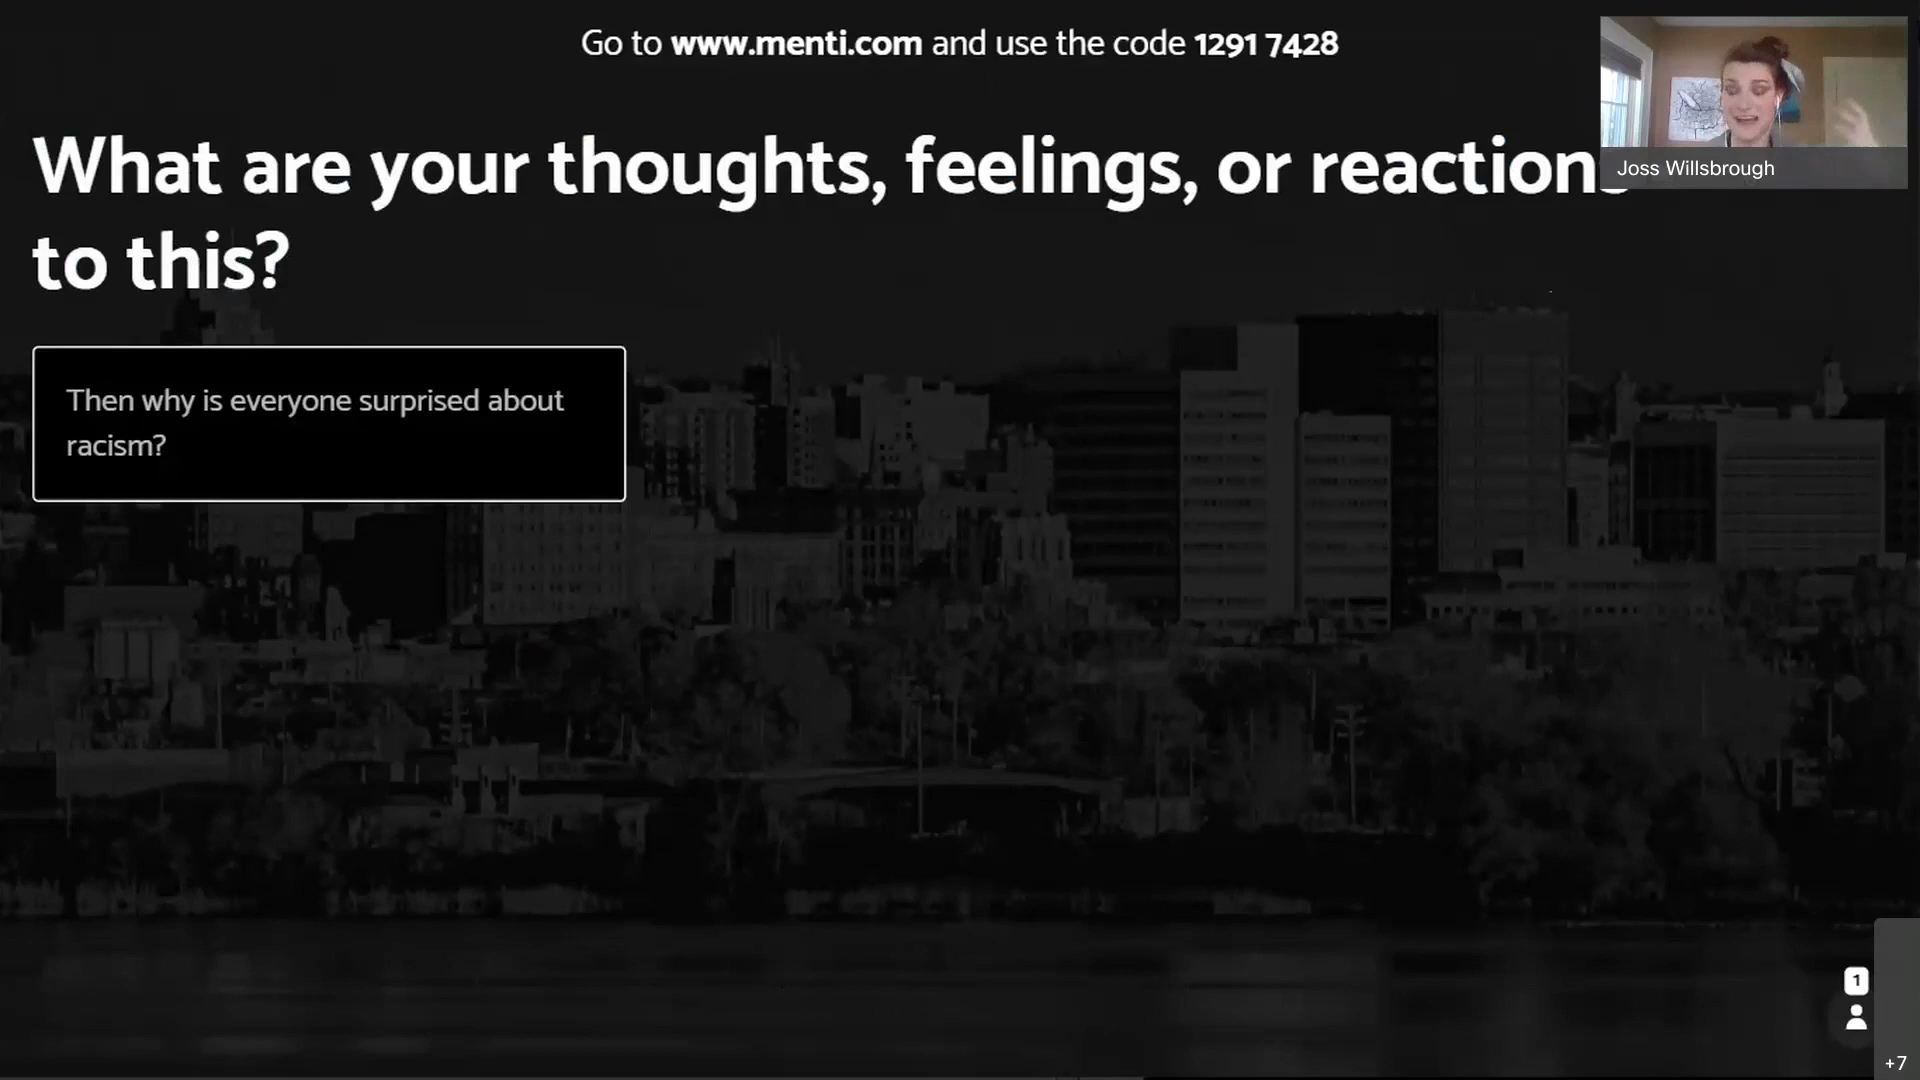 Go to www.menti.com and use the code 1291 7428
What are your thoughts, feelings, or reactions
to this?
Joss Willsbrough
Then why is everyone surprised about
racism?
1
+7